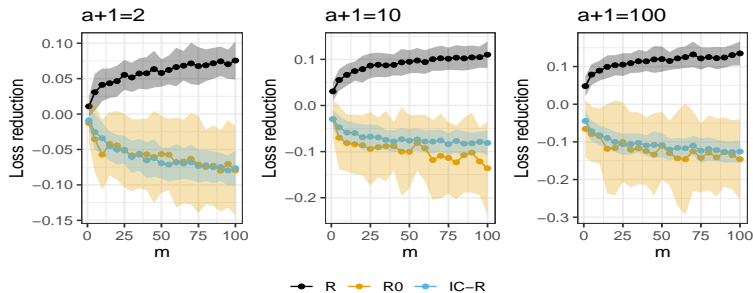 a+1=2
a+1=10
a+1=100
Loss reduction
0.10
0.05
0.00
−0.05
−0.10
−0.15
0 25 50 75 100
m
Loss reduction
0.1
0.0
−0.1
−0.2
0 25 50 75 100
m
Loss reduction
0.1
0.0
−0.1
−0.2
−0.3
0 25 50 75 100
m
R R0 IC−R